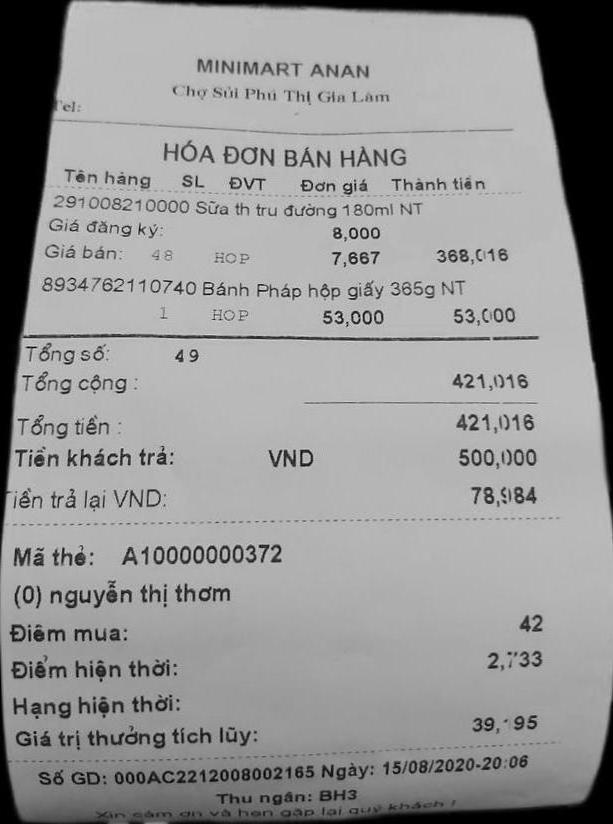 MINIMART ANAN
Chợ Sủi Phú Thị Gia Lâm
Tel:
HÓA ĐƠN BÁN HÀNG
Tên hàng SL ĐVT Đơn giá Thành tiền
291008210000 Sữa th tru đường 180ml NT
Giá đăng ký: 8,000
Giá bán: 48 HOP 7,667 368,016
8934762110740 Bánh Pháp hộp giấy 365g NT
1 HOP 53,000 53,000
Tổng số: 49
Tổng cộng : 421,016
Tổng tiền : 421,016
Tiền khách trả: VND 500,000
Tiền trả lại VND: 78,984
Mã thẻ: A10000000372
(0) nguyễn thị thơm
Điểm mua: 42
Điểm hiện thời: 2,733
Hạng hiện thời:
Giá trị thưởng tích lũy:
Số GD: 000AC2212008002165 Ngày: 15/08/2020-20:06
Thu ngân: BH3
Xin cảm ơn và hẹn gặp lại quý khách !